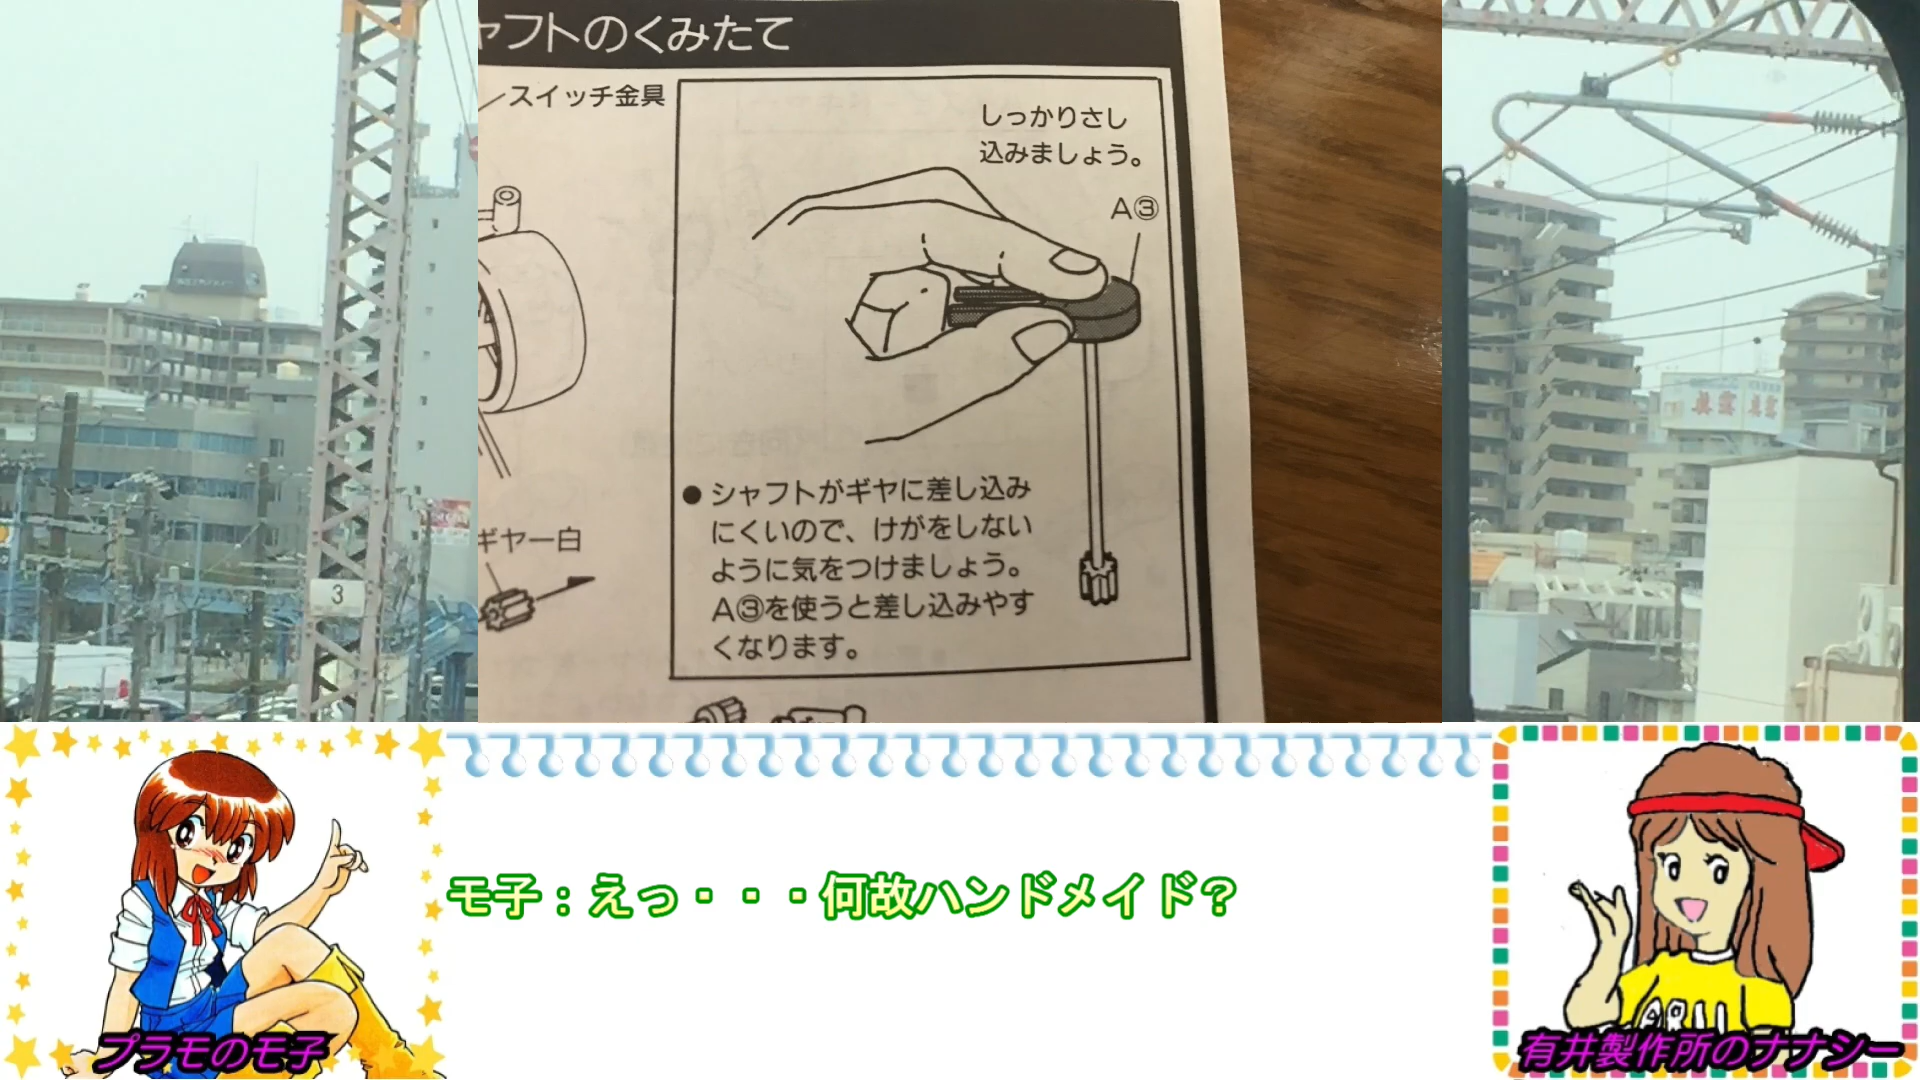 ャフトのくみたて
スイッチ金具
しっかりさし
込みましょう。
A③
● シャフトがギヤに差し込み
にくいので、けがをしない
ように気をつけましょう。
A③を使うと差し込みやす
くなります。
ギヤー白
3
モ子：えっ・・・何故ハンドメイド？
プラモのモ子
ARII
有井製作所のナナシー